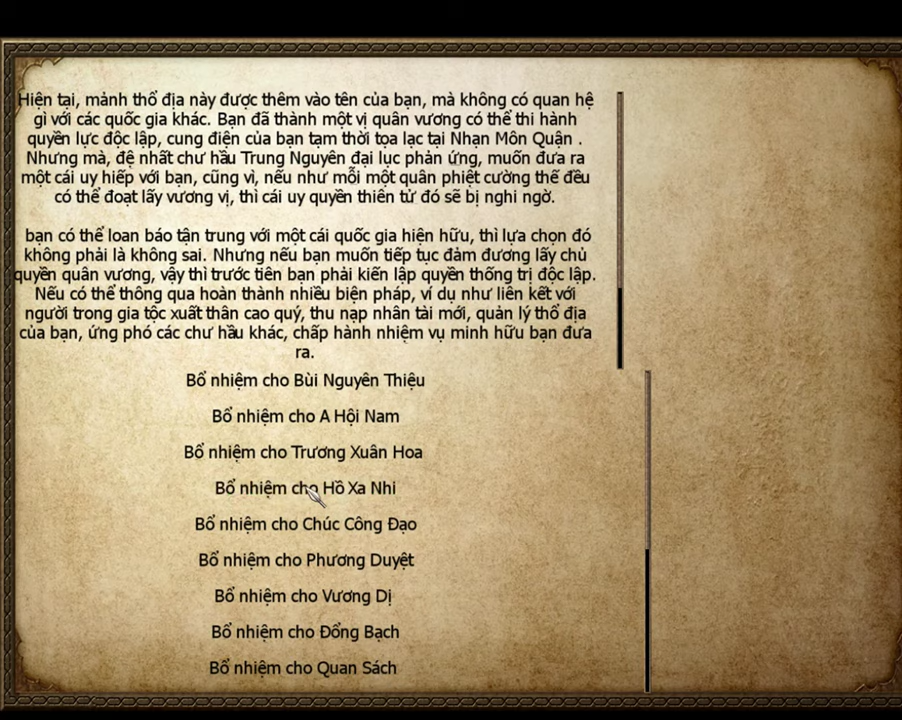 Hiện tại, mảnh thổ địa này được thêm vào tên của bạn, mà không có quan hệ
gì với các quốc gia khác. Bạn đã thành một vị quân vương có thể thi hành
quyền lực độc lập, cung điện của bạn tạm thời tọa lạc tại Nhạn Môn Quận .
Nhưng mà, đệ nhất chư hầu Trung Nguyên đại lục phản ứng, muốn đưa ra
một cái uy hiếp với bạn, cũng vì, nếu như mỗi một quân phiệt cường thế đều
có thể đoạt lấy vương vị, thì cái uy quyền thiên tử đó sẽ bị nghi ngờ.
bạn có thể loan báo tận trung với một cái quốc gia hiện hữu, thì lựa chọn đó
không phải là không sai. Nhưng nếu bạn muốn tiếp tục đảm đương lấy chủ
quyền quân vương, vậy thì trước tiên bạn phải kiến lập quyền thống trị độc lập.
Nếu có thể thông qua hoàn thành nhiều biện pháp, ví dụ như liên kết với
người trong gia tộc xuất thân cao quý, thu nạp nhân tài mới, quản lý thổ địa
của bạn, ứng phó các chư hầu khác, chấp hành nhiệm vụ minh hữu bạn đưa
ra.
Bổ nhiệm cho Bùi Nguyên Thiệu
Bổ nhiệm cho A Hội Nam
Bổ nhiệm cho Trương Xuân Hoa
Bổ nhiệm cho Hồ Xa Nhi
Bổ nhiệm cho Chúc Công Đạo
Bổ nhiệm cho Phương Duyệt
Bổ nhiệm cho Vương Dị
Bổ nhiệm cho Đổng Bạch
Bổ nhiệm cho Quan Sách